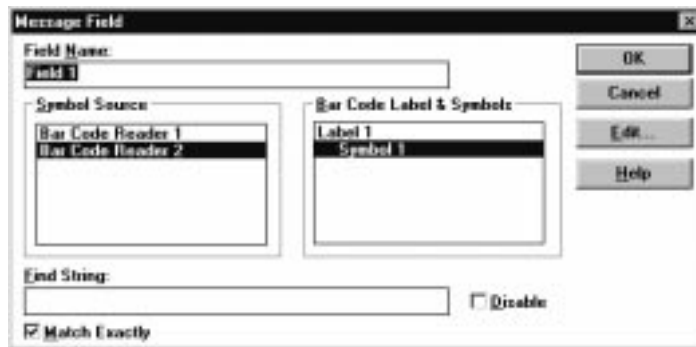 Message Field
Field Name:
Field 1
OK
Cancel
Edit...
Help
Symbol Source
Bar Code Reader 1
Bar Code Reader 2
Bar Code Label & Symbols
Label 1
Symbol 1
Find String:
Disable
Match Exactly